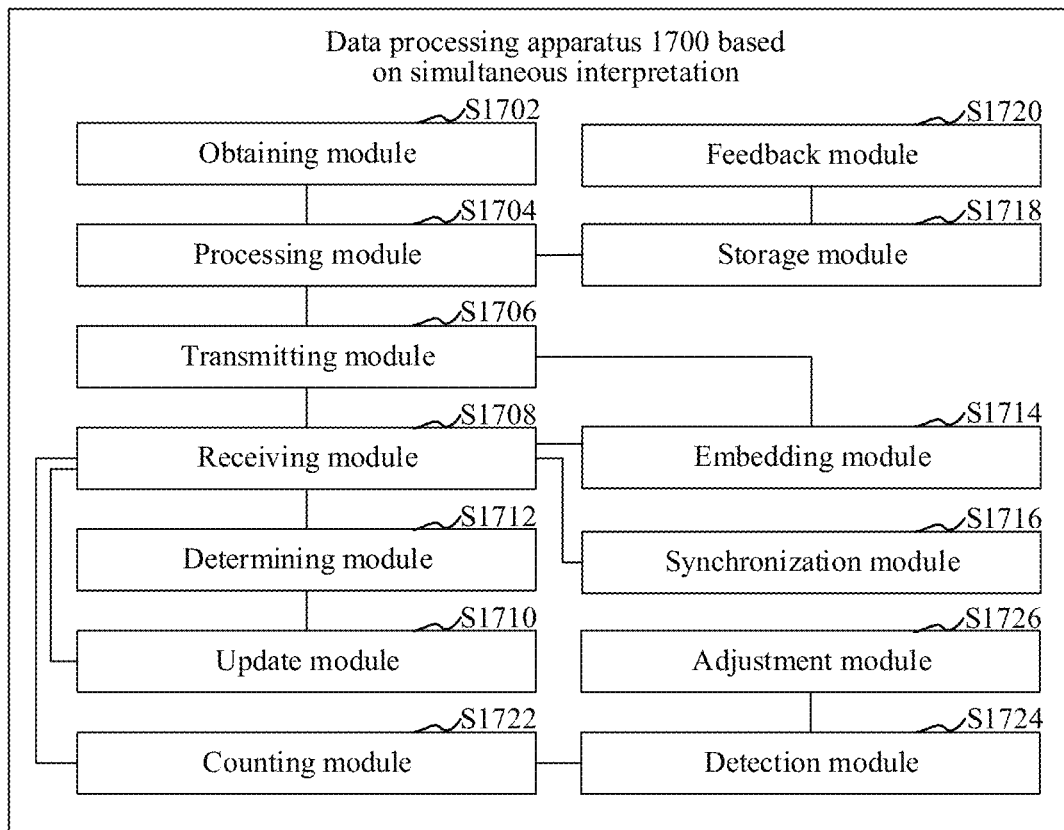 Data processing apparatus 1700 based
on simultaneous interpretation
S1702
Obtaining module
S1720
Feedback module
S1704
Processing module
S1718
Storage module
S1706
Transmitting module
S1708
Receiving module
S1714
Embedding module
S1712
Determining module
S1716
Synchronization module
S1710
Update module
S1726
Adjustment module
S1722
Counting module
S1724
Detection module